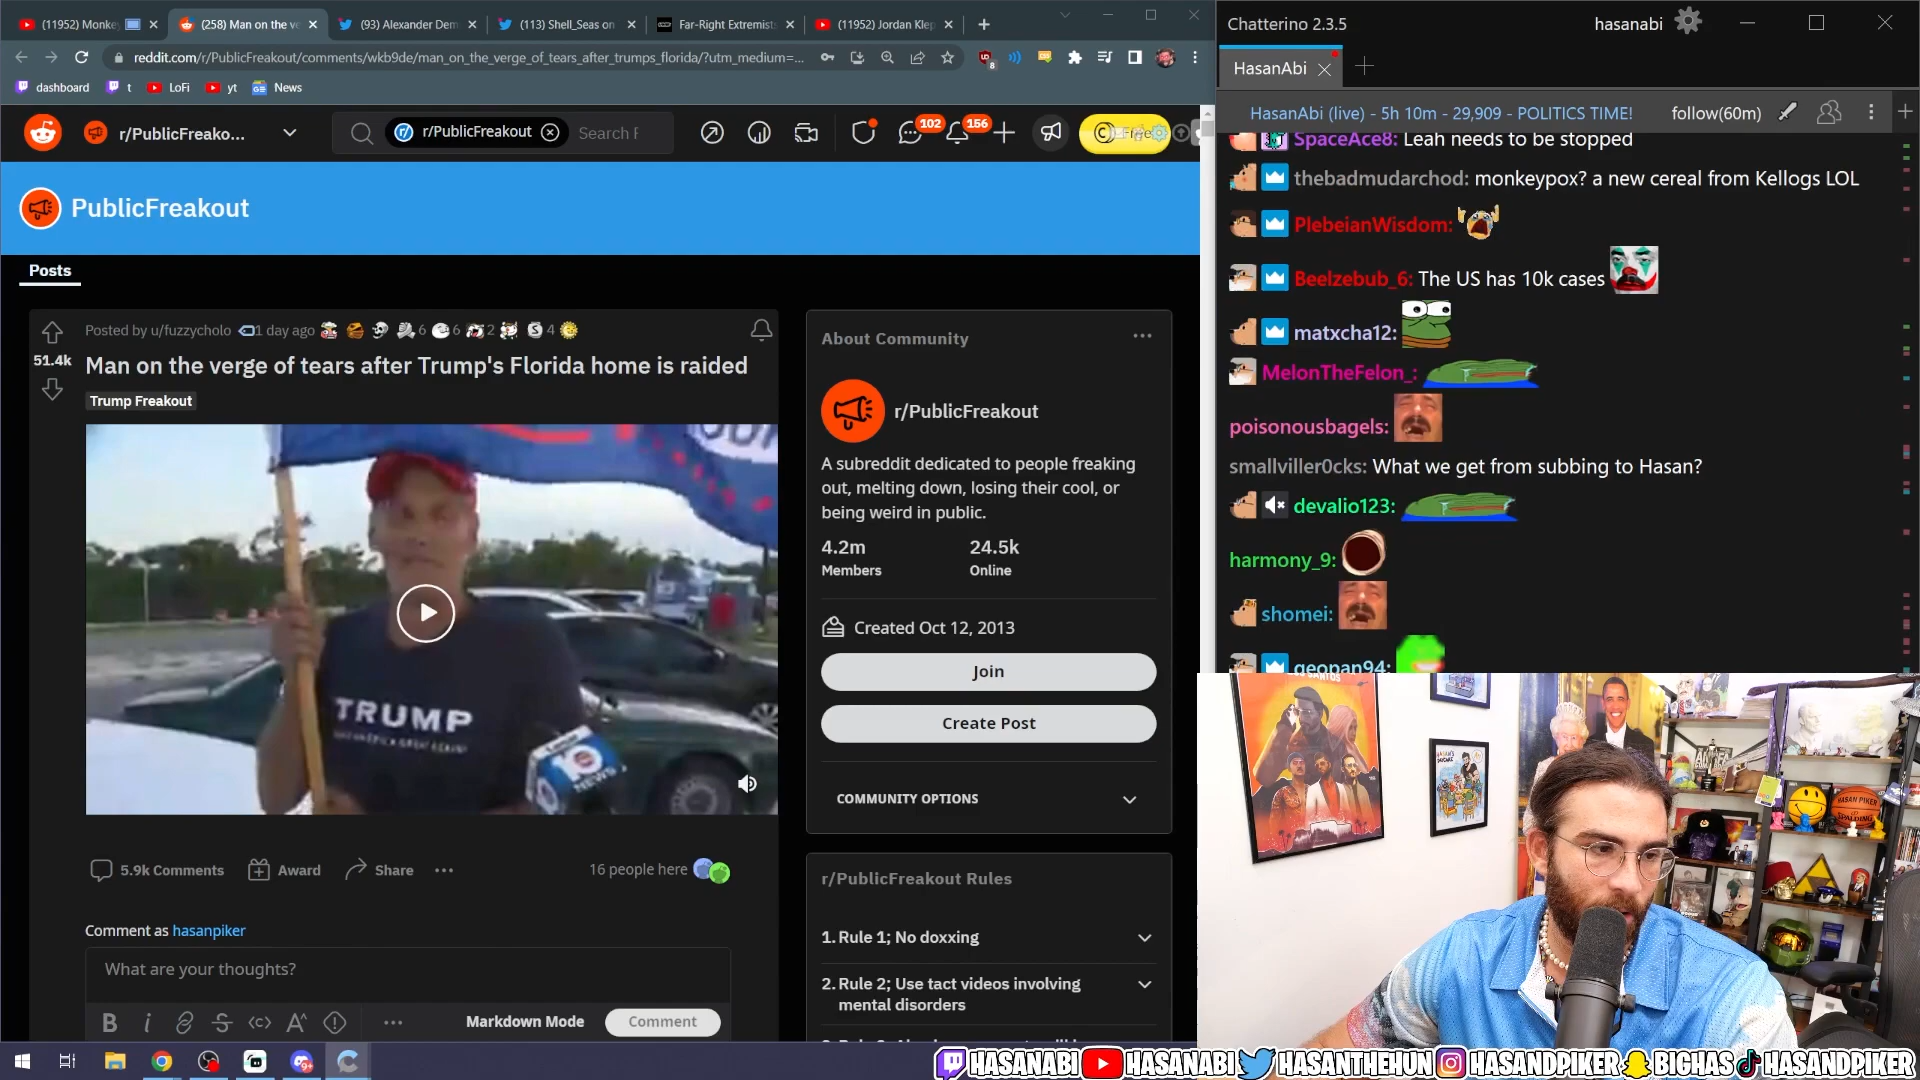 (11952) Monke
(258) Man on the ve
(93) Alexander Dem
(113) Shell_Seas on
Far-Right Extremist
(11952) Jordan Klep
reddit.com/r/PublicFreakout/comments/wkb9de/man_on_the_verge_of_tears_after_trumps_florida/?utm_medium=...
dashboard
t
LoFi
yt
News
r/PublicFreako...
r/PublicFreakout
Search F
102
156
Free
PublicFreakout
Posts
Posted by u/fuzzycholo 1 day ago 6 6 2 4
51.4k
Man on the verge of tears after Trump's Florida home is raided
Trump Freakout
TRUMP
10
NEWS
5.9k Comments
Award
Share
16 people here
Comment as hasanpiker
What are your thoughts?
Markdown Mode
Comment
About Community
r/PublicFreakout
A subreddit dedicated to people freaking
out, melting down, losing their cool, or
being weird in public.
4.2m
24.5k
Members
Online
Created Oct 12, 2013
Join
Create Post
COMMUNITY OPTIONS
r/PublicFreakout Rules
1. Rule 1; No doxxing
2. Rule 2; Use tact videos involving
mental disorders
Chatterino 2.3.5
hasanabi
HasanAbi
HasanAbi (live) - 5h 10m - 29,909 - POLITICS TIME!
follow(60m)
SpaceAce8: Leah needs to be stopped
thebadmudarchod: monkeypox? a new cereal from Kellogs LOL
PlebeianWisdom:
Beelzebub_6: The US has 10k cases
matxcha12:
MelonTheFelon_:
poisonousbagels:
smallviller0cks: What we get from subbing to Hasan?
devalio123:
harmony_9:
shomei:
geopan94:
HASAN PIKER
SPALDING
HASANABI
HASANABI
HASANTHEHUN
HASANDPIKER
BIGHAS
HASANDPIKER